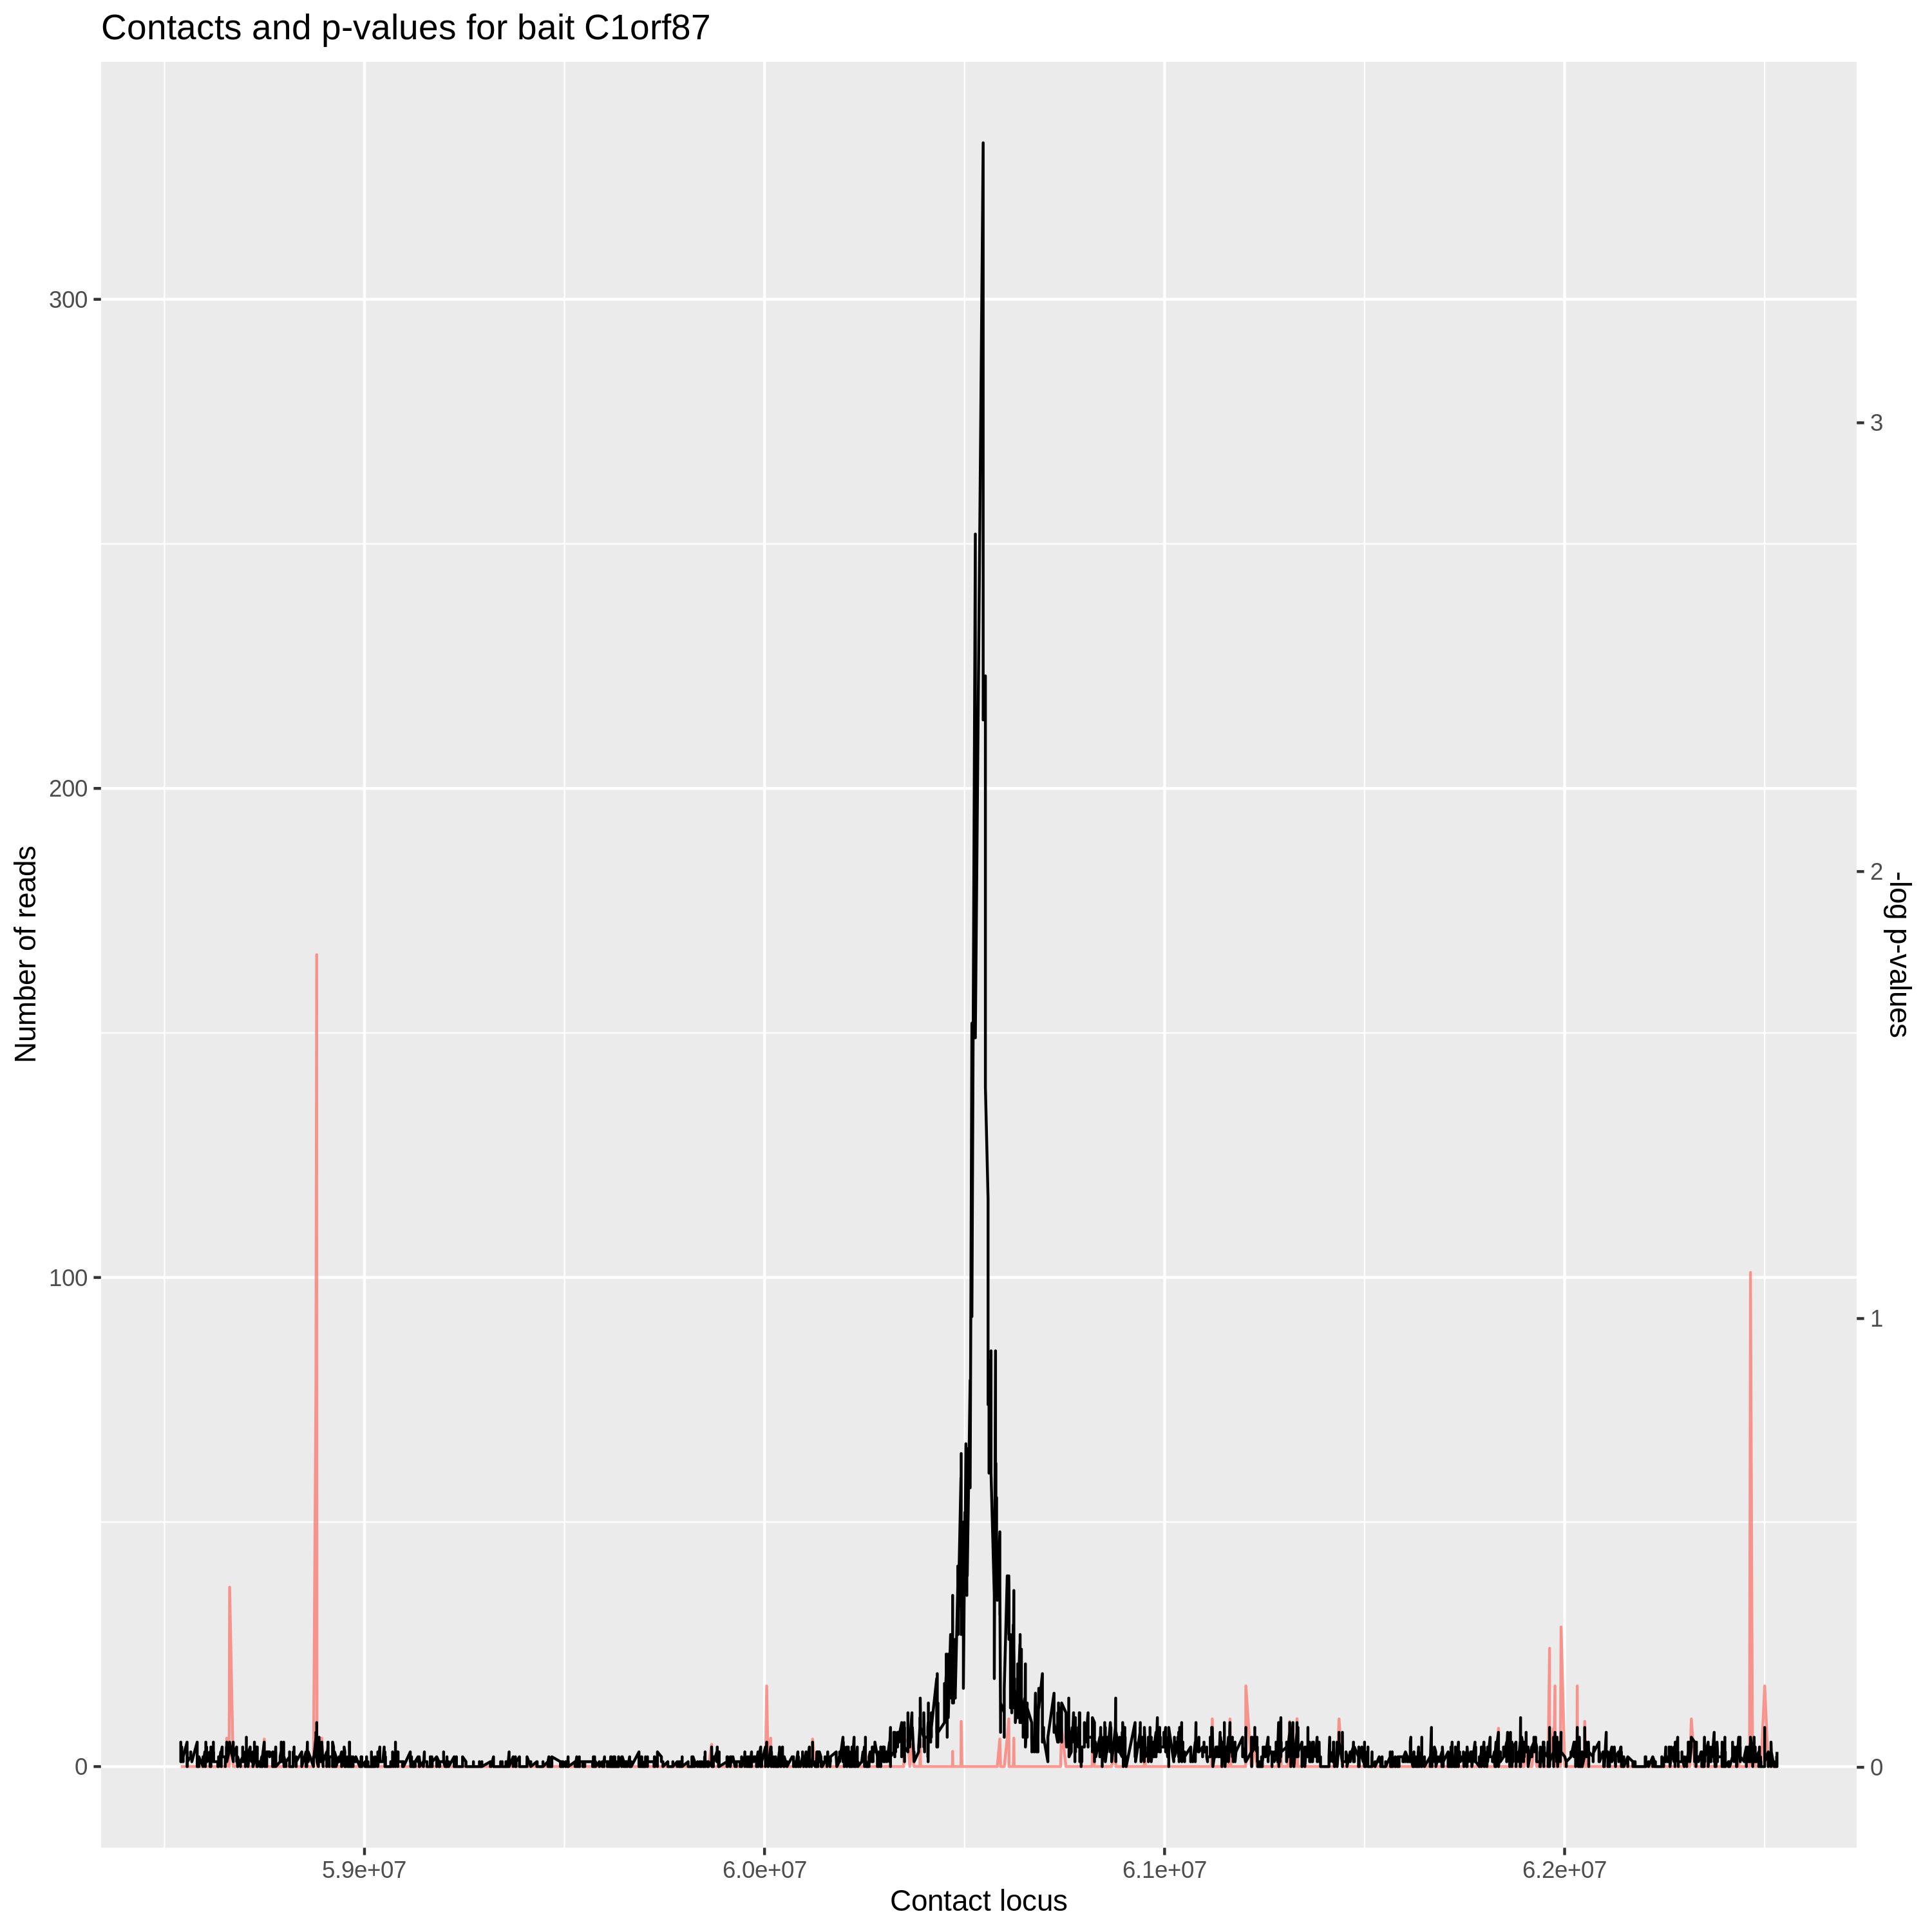 Contacts and p-values for bait C1orf87
Number of reads
300
200
100
0
3
2
1
0
-log p-values
5.9e+07
6.0e+07
6.1e+07
6.2e+07
Contact locus